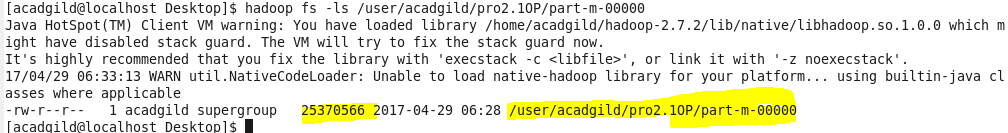 [acadgild@localhost Desktop]$ hadoop fs -ls /user/acadgild/pro2.1OP/part-m-00000
Java HotSpot(TM) Client VM warning: You have loaded library /home/acadgild/hadoop-2.7.2/lib/native/libhadoop.so.1.0.0 which m
ight have disabled stack guard. The VM will try to fix the stack guard now.
It's highly recommended that you fix the library with 'execstack -c <libfile>', or link it with '-z noexecstack'.
17/04/29 06:33:13 WARN util.NativeCodeLoader: Unable to load native-hadoop library for your platform... using builtin-java cl
asses where applicable
-rw-r--r--   1 acadgild supergroup   25370566 2017-04-29 06:28 /user/acadgild/pro2.1OP/part-m-00000
[acadgild@localhost Desktop]$